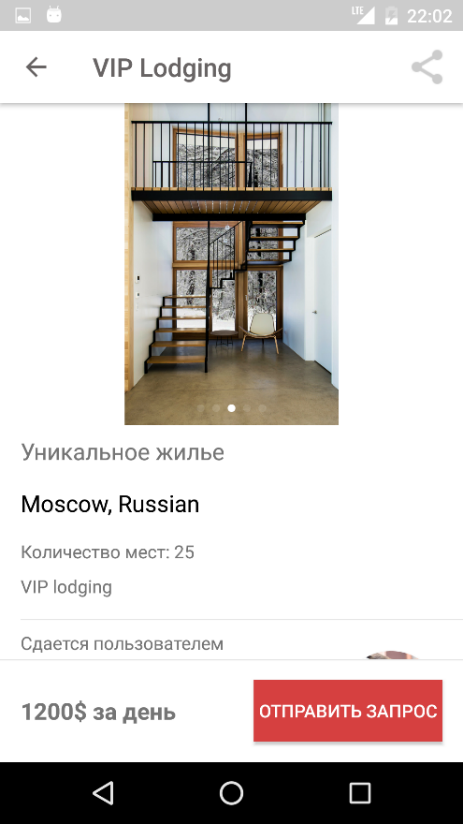 LTE 22:02
VIP Lodging
Уникальное жилье
Moscow, Russian
Количество мест: 25
VIP lodging
Сдается пользователем
1200$ за день
ОТПРАВИТЬ ЗАПРОС